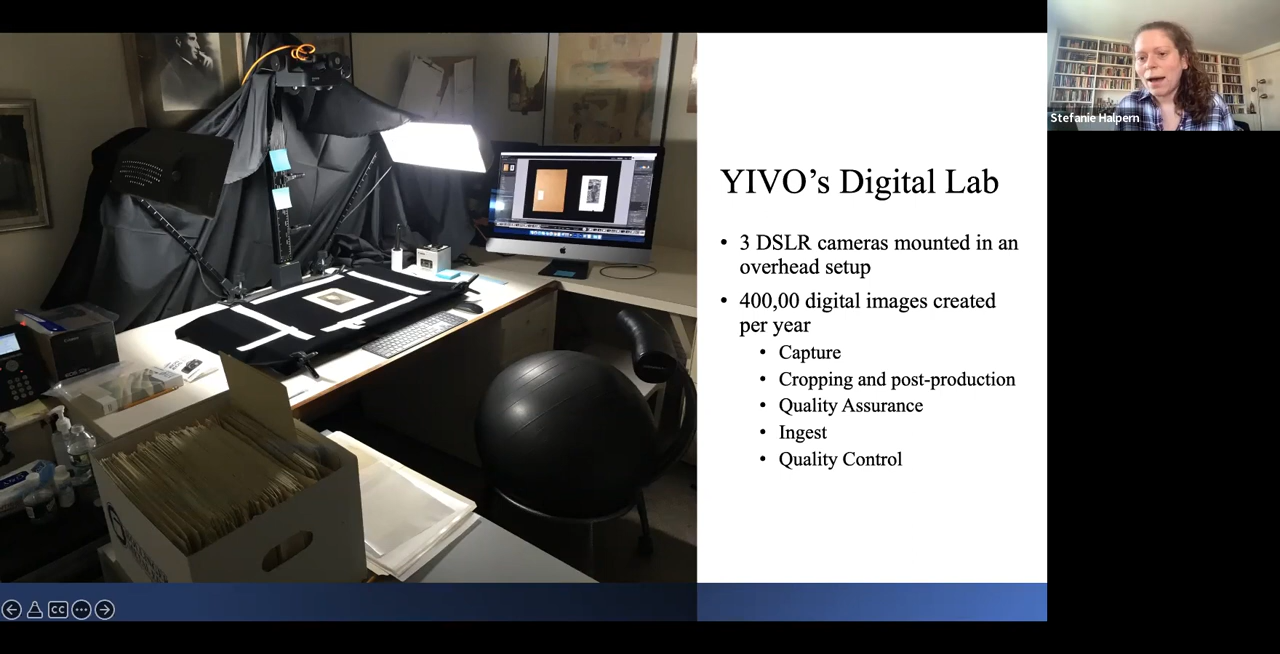 Stefanie Halpern
YIVO’s Digital Lab
• 3 DSLR cameras mounted in an
overhead setup
• 400,00 digital images created
per year
• Capture
• Cropping and post-production
• Quality Assurance
• Ingest
• Quality Control
CC